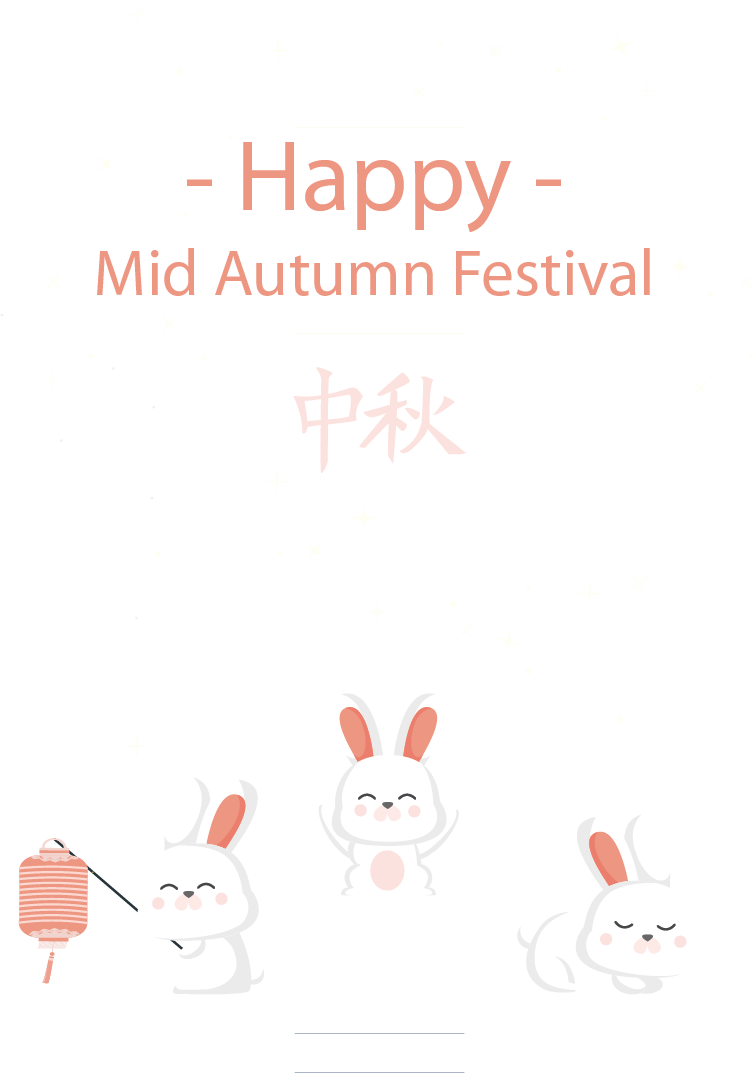 - Happy -
Mid Autumn Festival
中秋